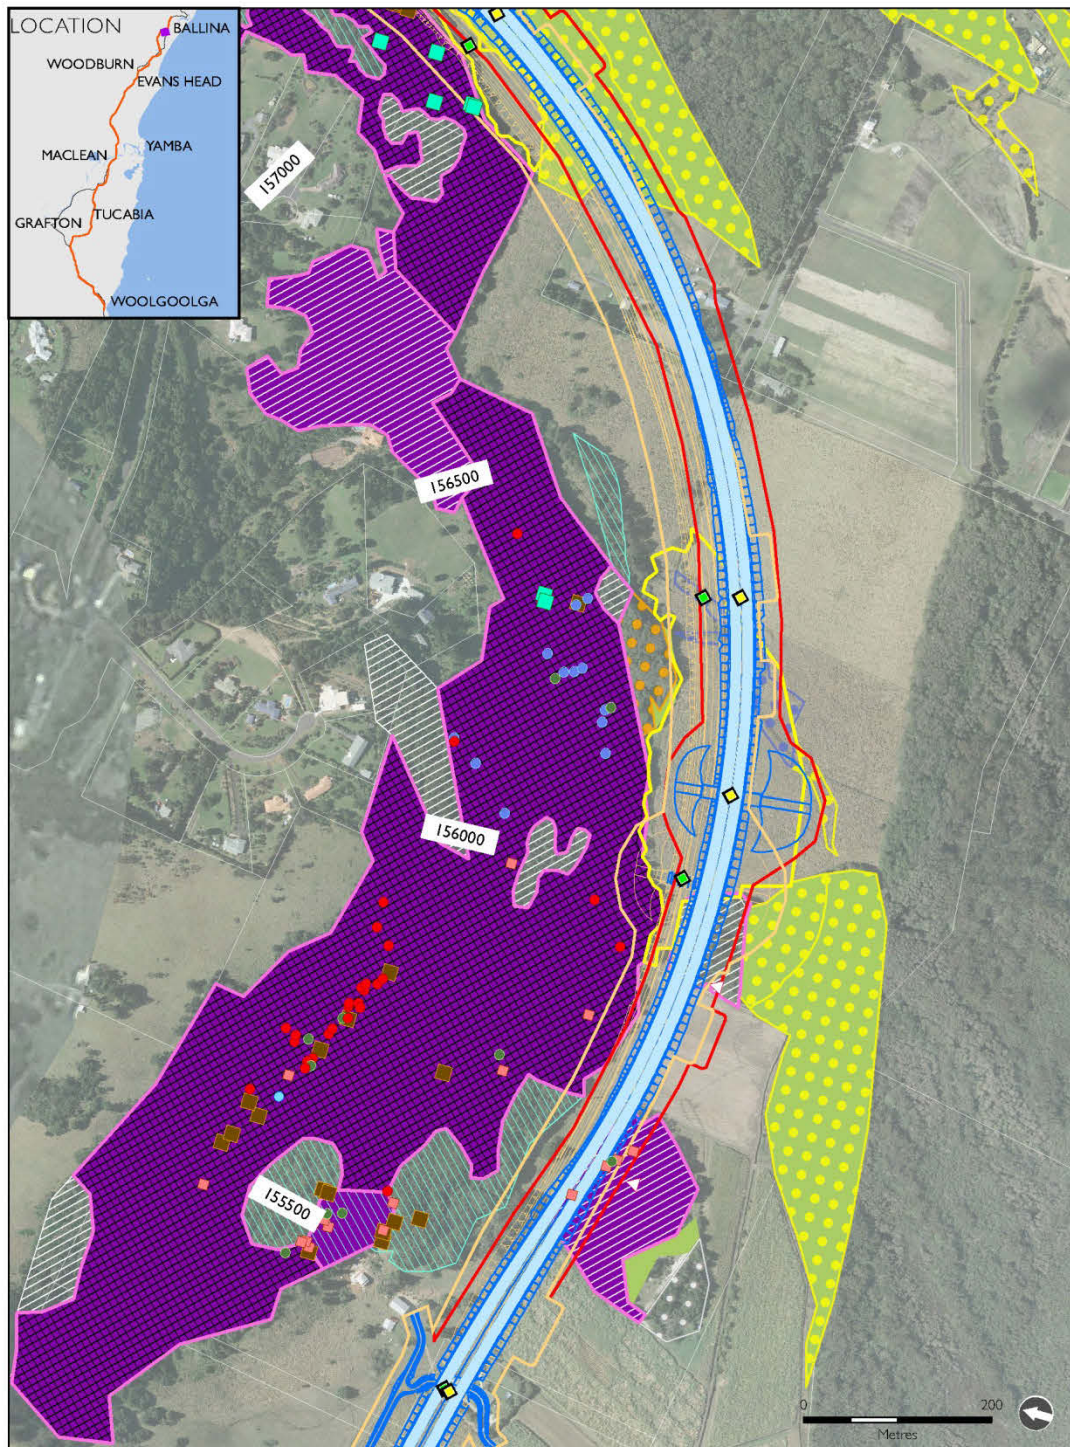 LOCATION
BALLINA
WOODBURN
EVANS HEAD
YAMBA
MACLEAN
TUCABIA
GRAFTON
WOOLGOOLGA
157000
156500
156000
155500
0 200
Metres